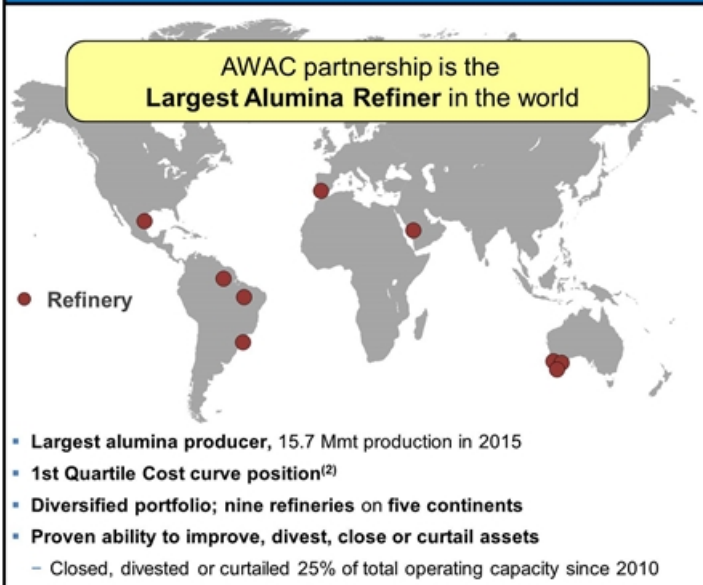 AWAC partnership is the
Largest Alumina Refiner in the world
Refinery
▪ Largest alumina producer, 15.7 Mmt production in 2015
▪ 1st Quartile Cost curve position(2)
▪ Diversified portfolio; nine refineries on five continents
▪ Proven ability to improve, divest, close or curtail assets
– Closed, divested or curtailed 25% of total operating capacity since 2010